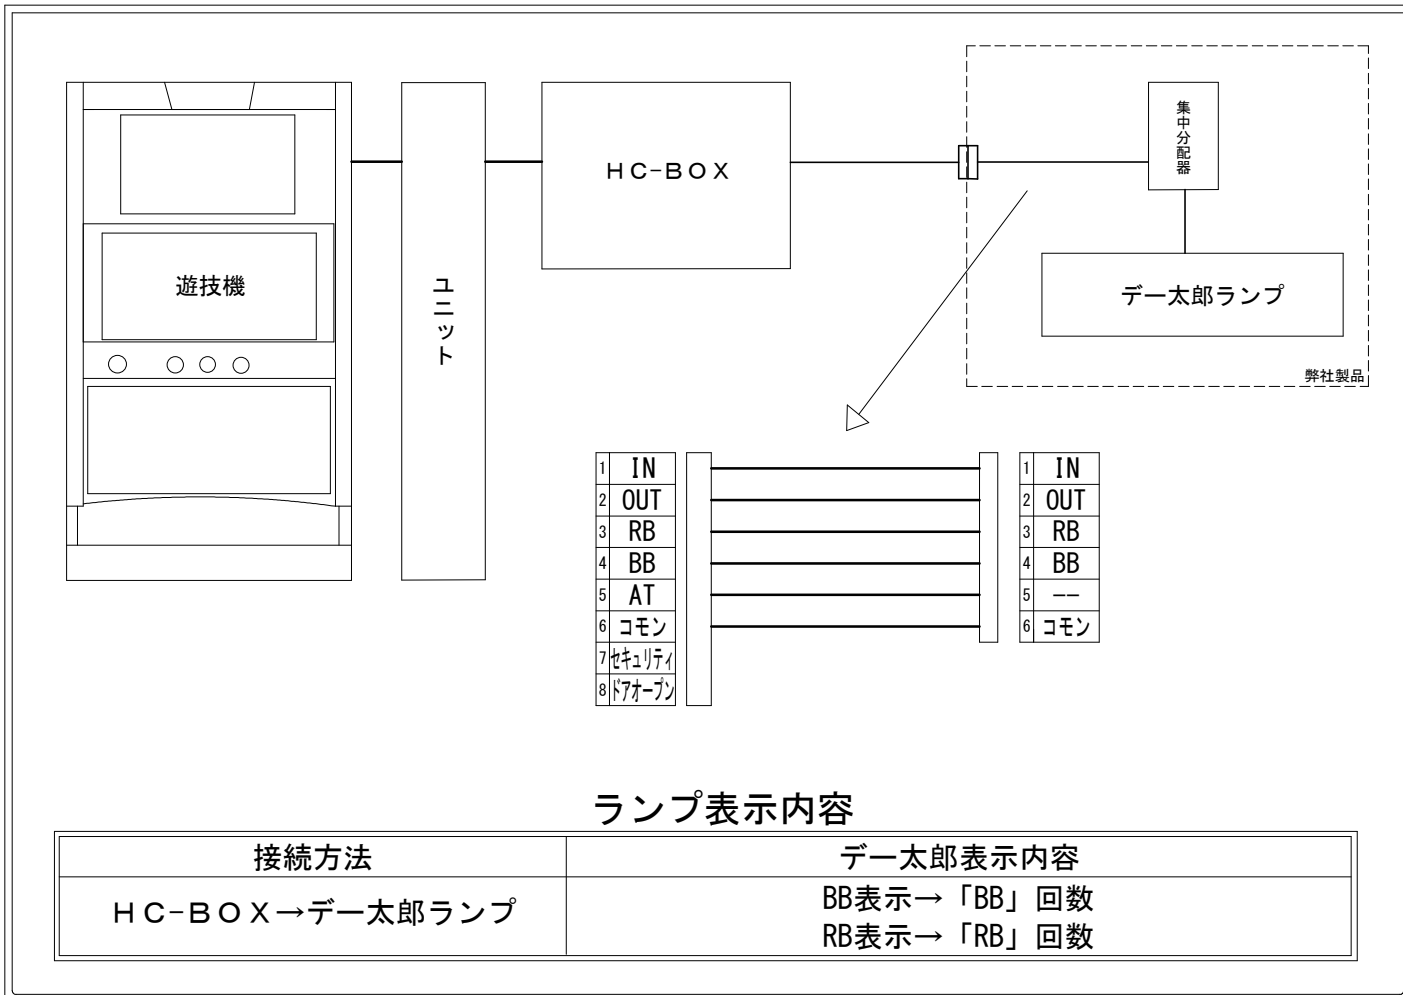 遊技機
ユニット
HC-BOX
集中分配器
デー太郎ランプ
弊社製品
1 IN
2 OUT
3 RB
4 BB
5 AT
6 コモン
7 セキュリティ
8 ドアオープン
1 IN
2 OUT
3 RB
4 BB
5 --
6 コモン
ランプ表示内容
接続方法 デー太郎表示内容
HC-BOX→デー太郎ランプ
BB表示→「BB」回数
RB表示→「RB」回数